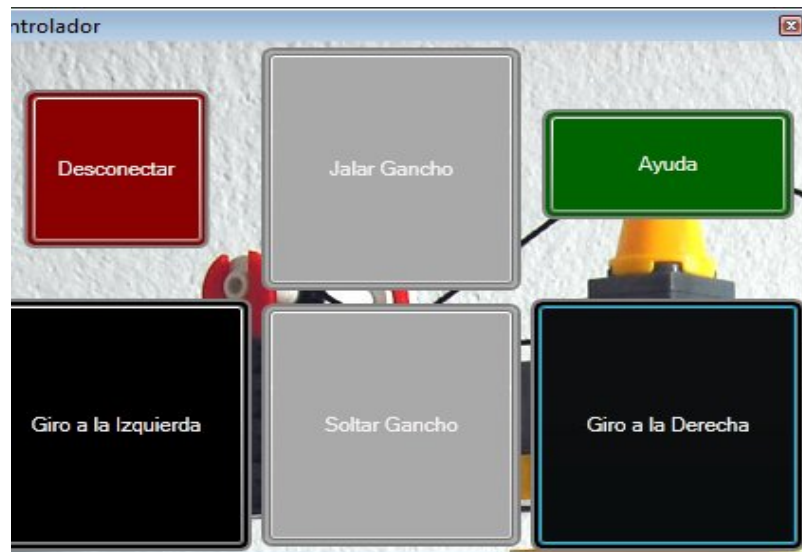 ntrolador
Desconectar
Jalar Gancho
Ayuda
Giro a la Izquierda
Soltar Gancho
Giro a la Derecha